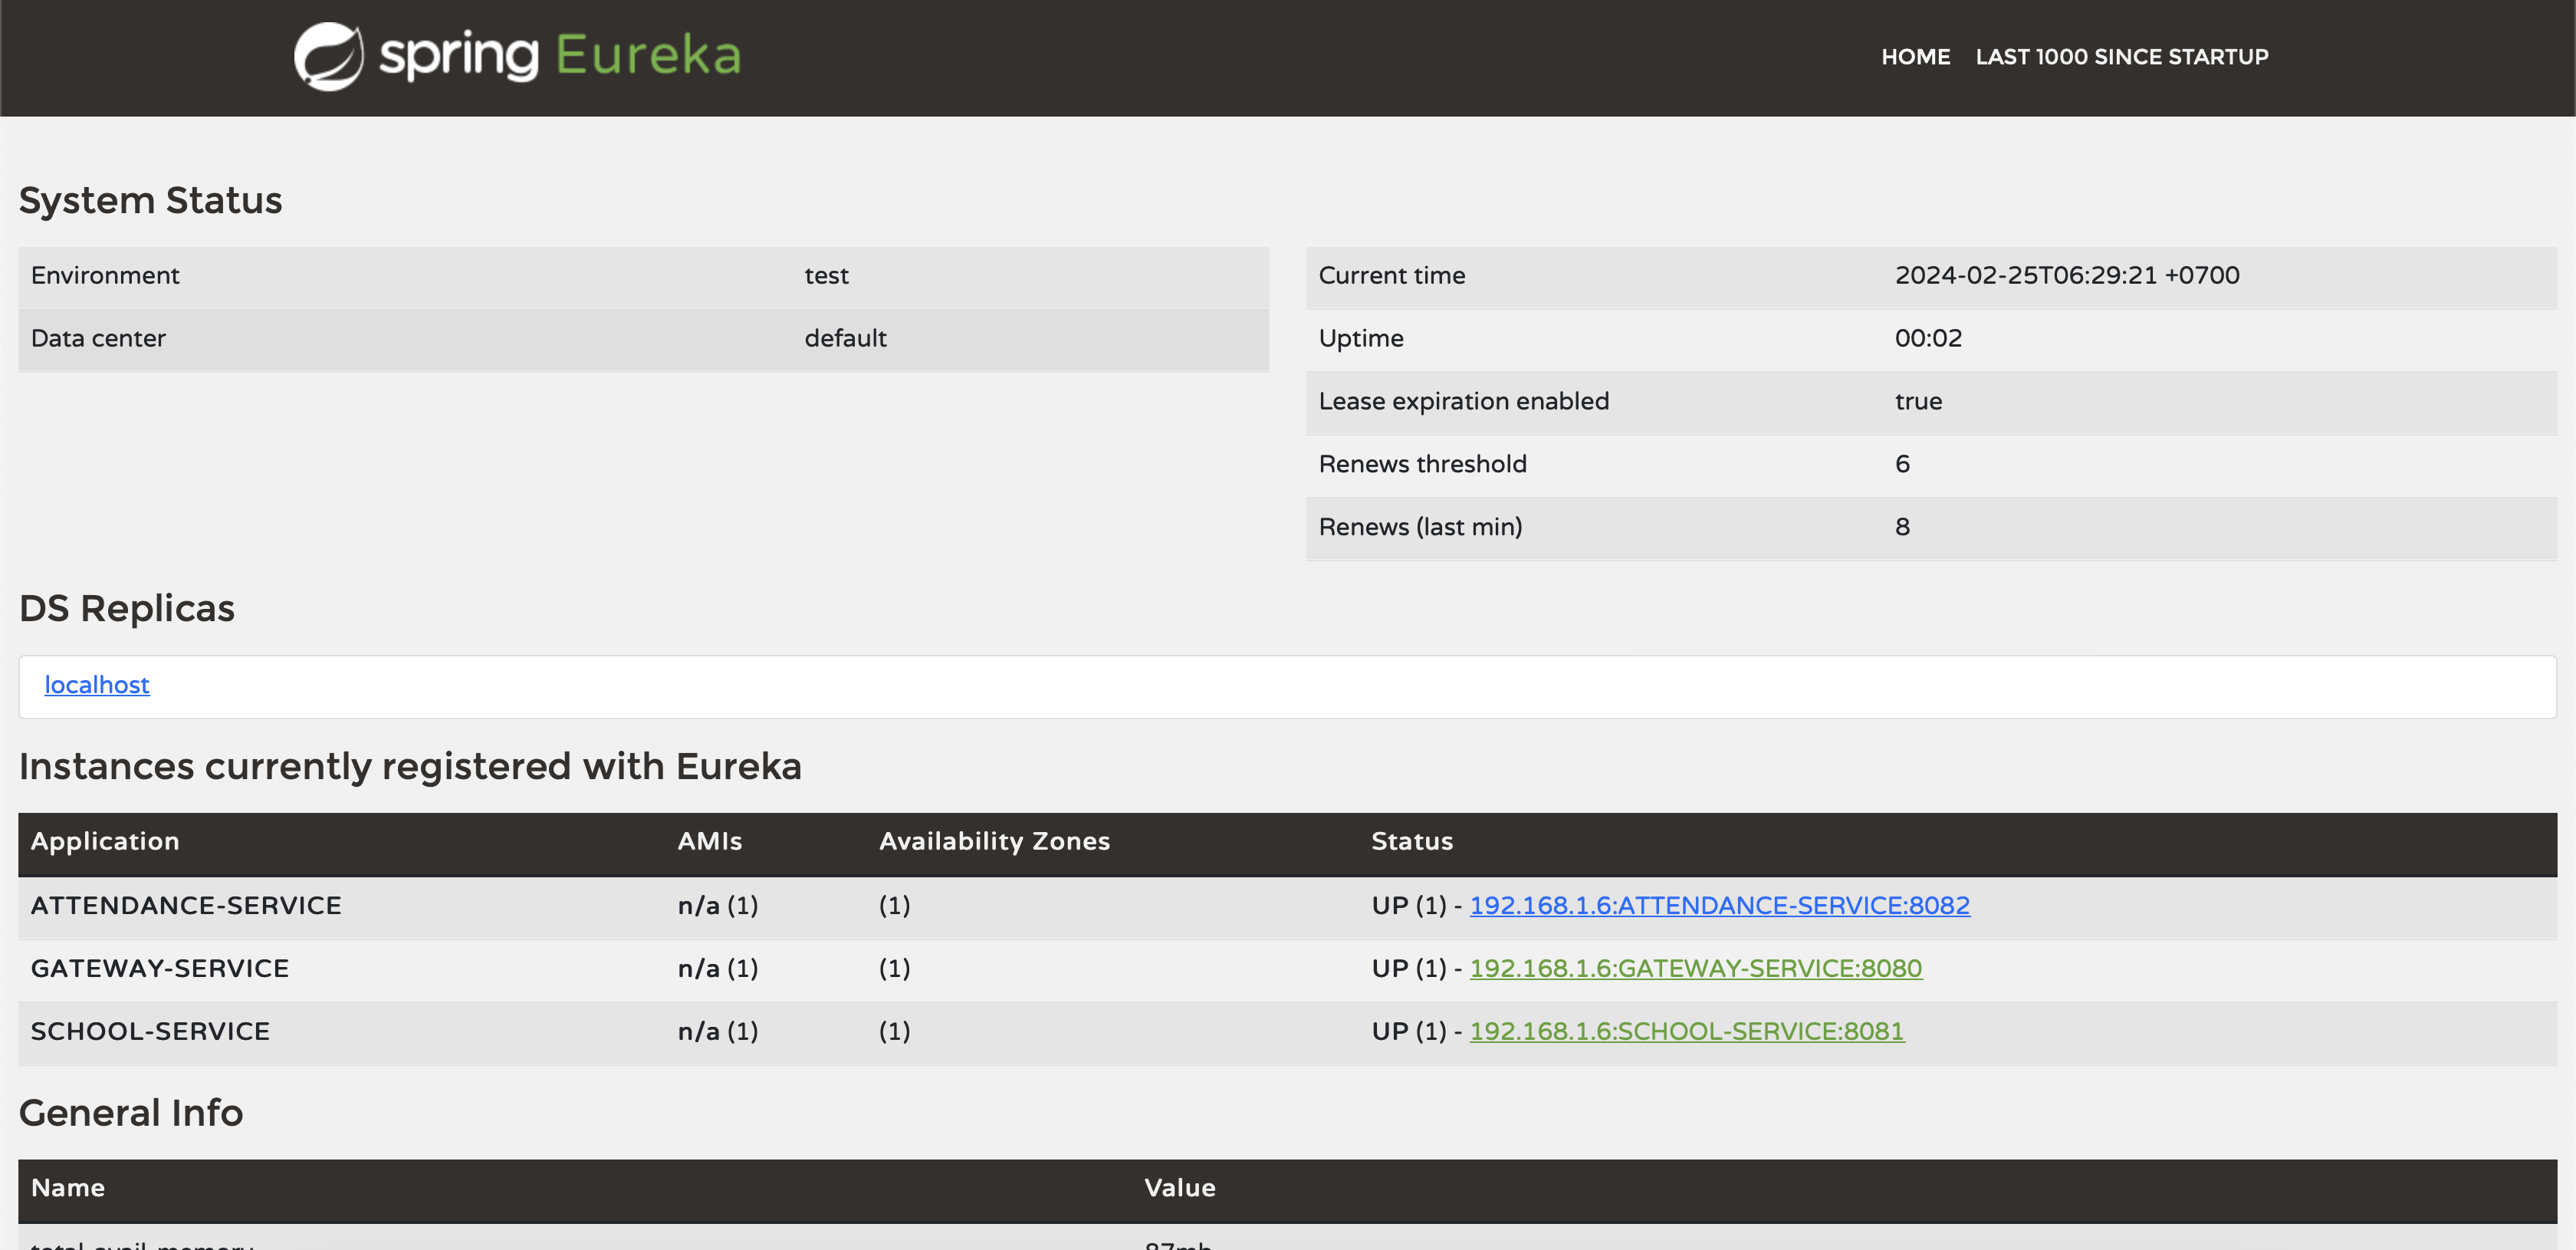 spring Eureka
HOME LAST 1000 SINCE STARTUP
System Status
Environment test
Data center default
Current time 2024-02-25T06:29:21 +0700
Uptime 00:02
Lease expiration enabled true
Renews threshold 6
Renews (last min) 8
DS Replicas
localhost
Instances currently registered with Eureka
Application AMIs Availability Zones Status
ATTENDANCE-SERVICE n/a (1) (1) UP (1) - 192.168.1.6:ATTENDANCE-SERVICE:8082
GATEWAY-SERVICE n/a (1) (1) UP (1) - 192.168.1.6:GATEWAY-SERVICE:8080
SCHOOL-SERVICE n/a (1) (1) UP (1) - 192.168.1.6:SCHOOL-SERVICE:8081
General Info
Name Value
total-avail-memory 87mb